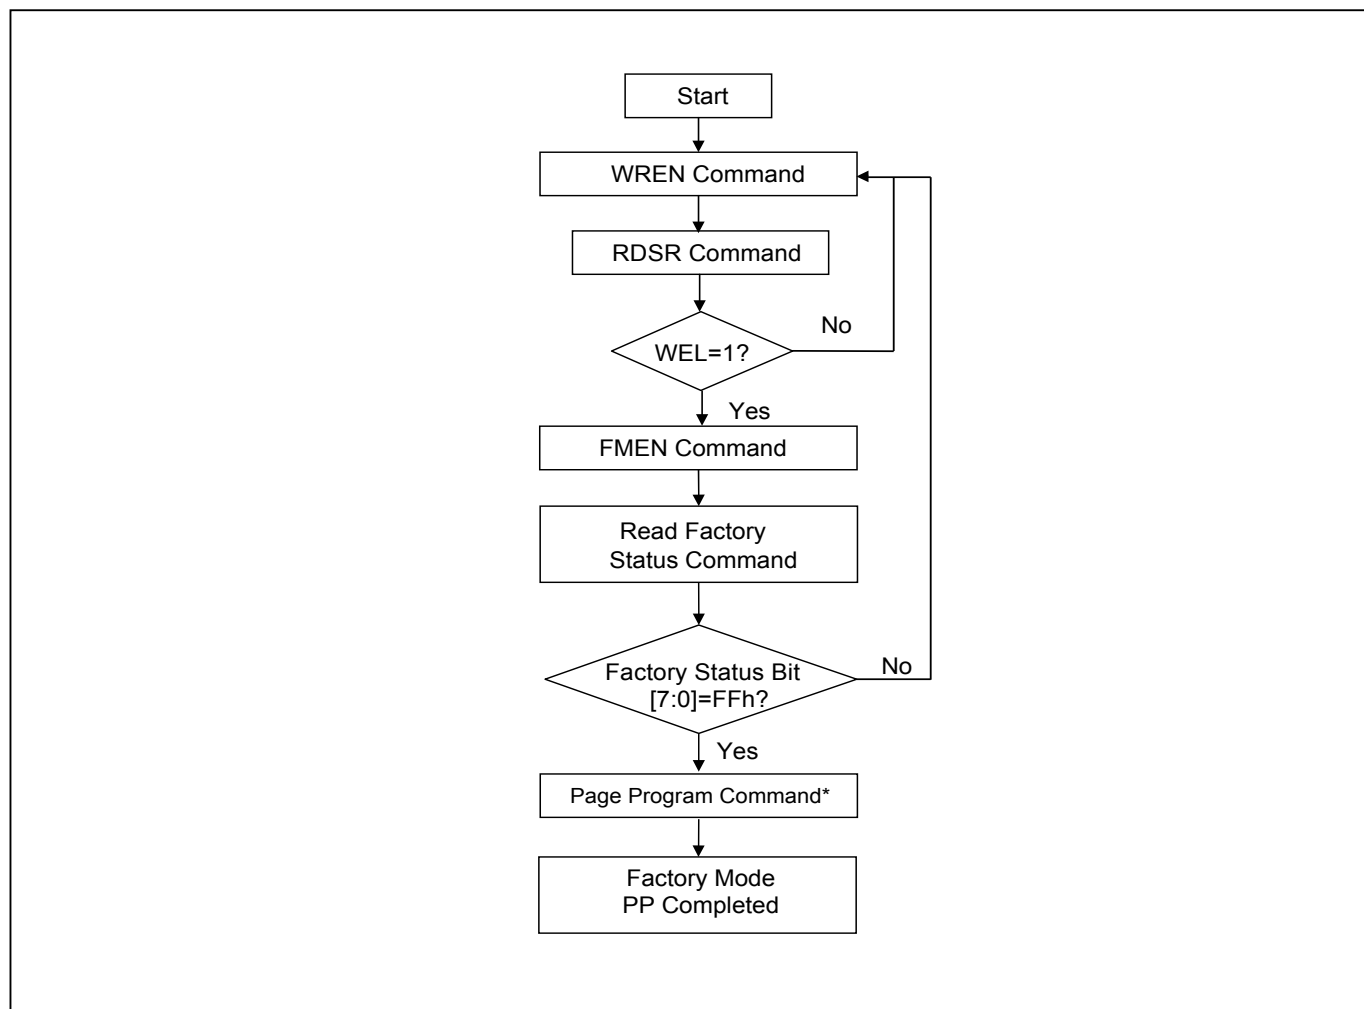 Start
WREN Command
RDSR Command
No
WEL=1?
Yes
FMEN Command
Read Factory
Status Command
Factory Status Bit
[7:0]=FFh?
No
Yes
Page Program Command*
Factory Mode
PP Completed